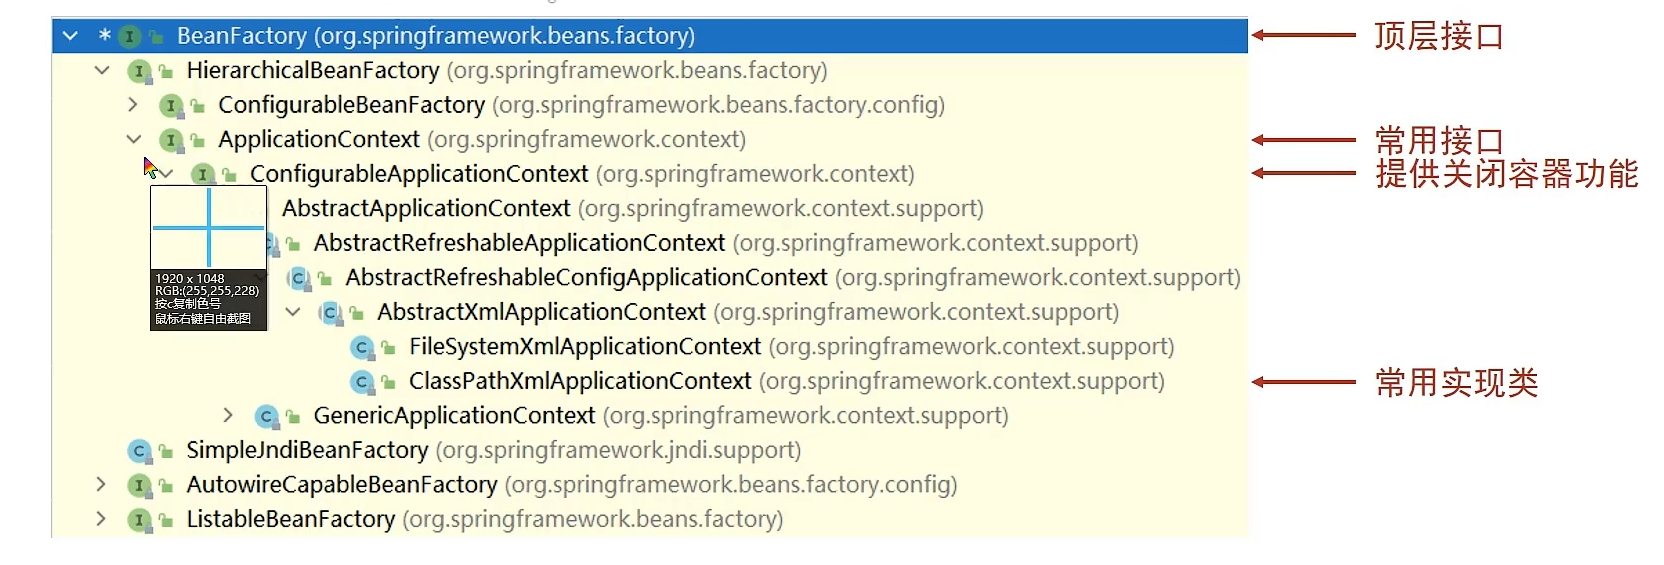 BeanFactory (org.springframework.beans.factory)
顶层接口
HierarchicalBeanFactory (org.springframework.beans.factory)
ConfigurableBeanFactory (org.springframework.beans.factory.config)
ApplicationContext (org.springframework.context)
常用接口
ConfigurableApplicationContext (org.springframework.context)
提供关闭容器功能
AbstractApplicationContext (org.springframework.context.support)
AbstractRefreshableApplicationContext (org.springframework.context.support)
AbstractRefreshableConfigApplicationContext (org.springframework.context.support)
1920 x 1048
RGB:(255,255,228)
按c复制色号
鼠标右键自由截图
AbstractXmlApplicationContext (org.springframework.context.support)
FileSystemXmlApplicationContext (org.springframework.context.support)
ClassPathXmlApplicationContext (org.springframework.context.support)
常用实现类
GenericApplicationContext (org.springframework.context.support)
SimpleJndiBeanFactory (org.springframework.jndi.support)
AutowireCapableBeanFactory (org.springframework.beans.factory.config)
ListableBeanFactory (org.springframework.beans.factory)